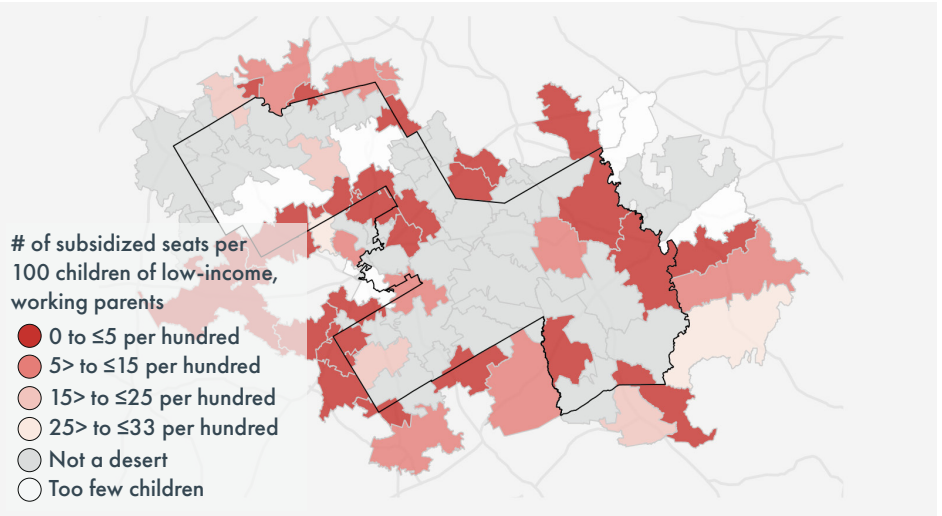 # of subsidized seats per
100 children of low-income,
working parents
0 to ≤5 per hundred
5> to ≤15 per hundred
15> to ≤25 per hundred
25> to ≤33 per hundred
Not a desert
Too few children